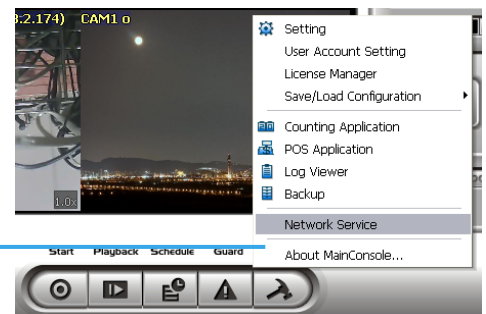 3.2.174) CAM1 o
1.0x
Setting
User Account Setting
License Manager
Save/Load Configuration
Counting Application
POS Application
Log Viewer
Backup
Network Service
About MainConsole...
Start Playback Schedule Guard